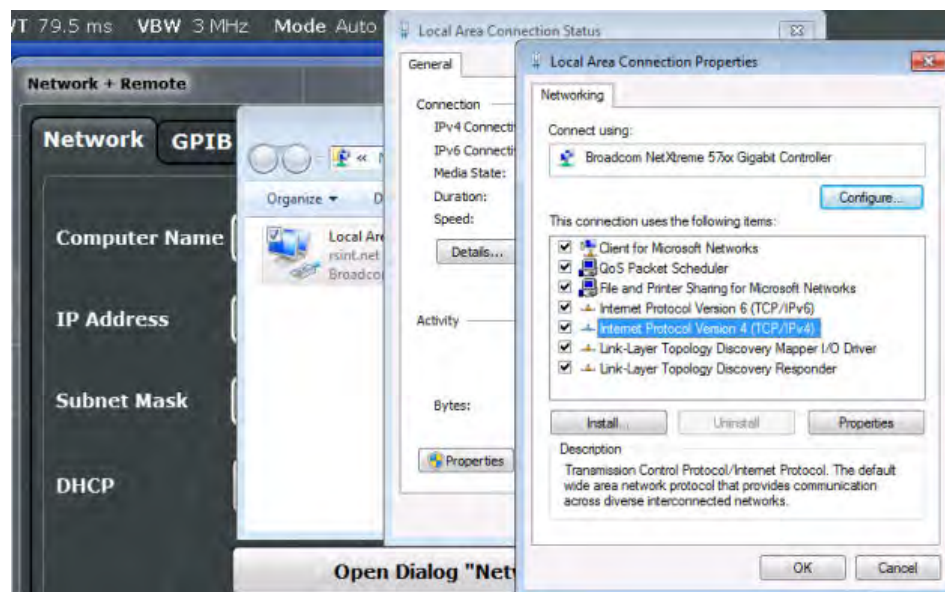 79.5 ms VBW 3 MHz Mode Auto
Network + Remote
Network GPIB
Computer Name
IP Address
Subnet Mask
DHCP
Open Dialog "Netw
Organize
Local Are
rsint.net
Broadcom
Local Area Connection Status
General
Connection
IPv4 Connecti
IPv6 Connecti
Media State:
Duration:
Speed:
Details...
Activity
Bytes:
Properties
Local Area Connection Properties
Networking
Connect using:
Broadcom NetXtreme 57xx Gigabit Controller
Configure...
This connection uses the following items:
Client for Microsoft Networks
QoS Packet Scheduler
File and Printer Sharing for Microsoft Networks
Internet Protocol Version 6 (TCP/IPv6)
Internet Protocol Version 4 (TCP/IPv4)
Link-Layer Topology Discovery Mapper I/O Driver
Link-Layer Topology Discovery Responder
Install... Uninstall Properties
Description
Transmission Control Protocol/Internet Protocol. The default
wide area network protocol that provides communication
across diverse interconnected networks.
OK Cancel